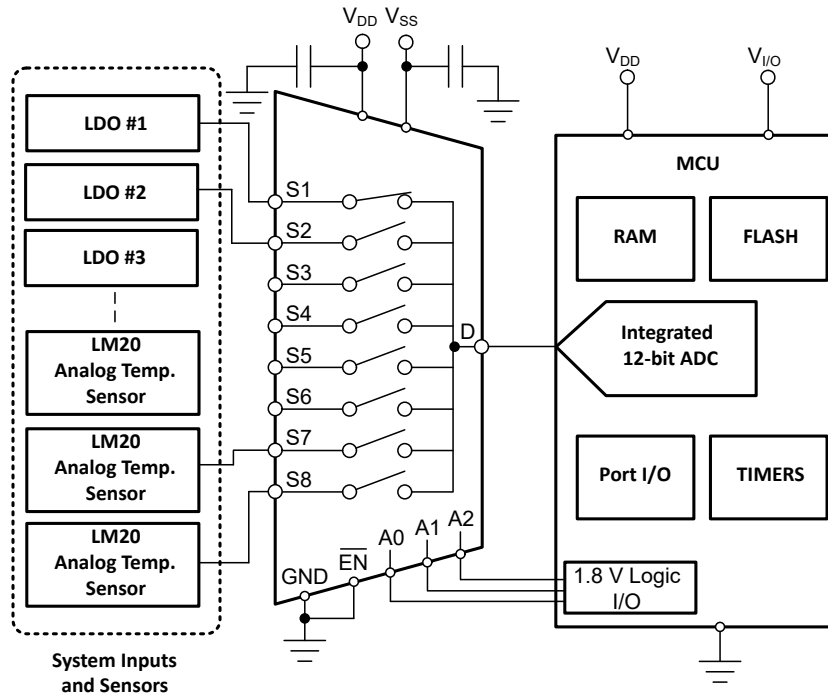 VDD
VSS
VDD
VI/O
LDO #1
LDO #2
LDO #3
LM20
Analog Temp.
Sensor
LM20
Analog Temp.
Sensor
LM20
Analog Temp.
Sensor
System Inputs
and Sensors
S1
S2
S3
S4
S5
S6
S7
S8
D
GND
EN
A0
A1
A2
MCU
RAM
FLASH
Integrated
12-bit ADC
Port I/O
TIMERS
1.8 V Logic
I/O